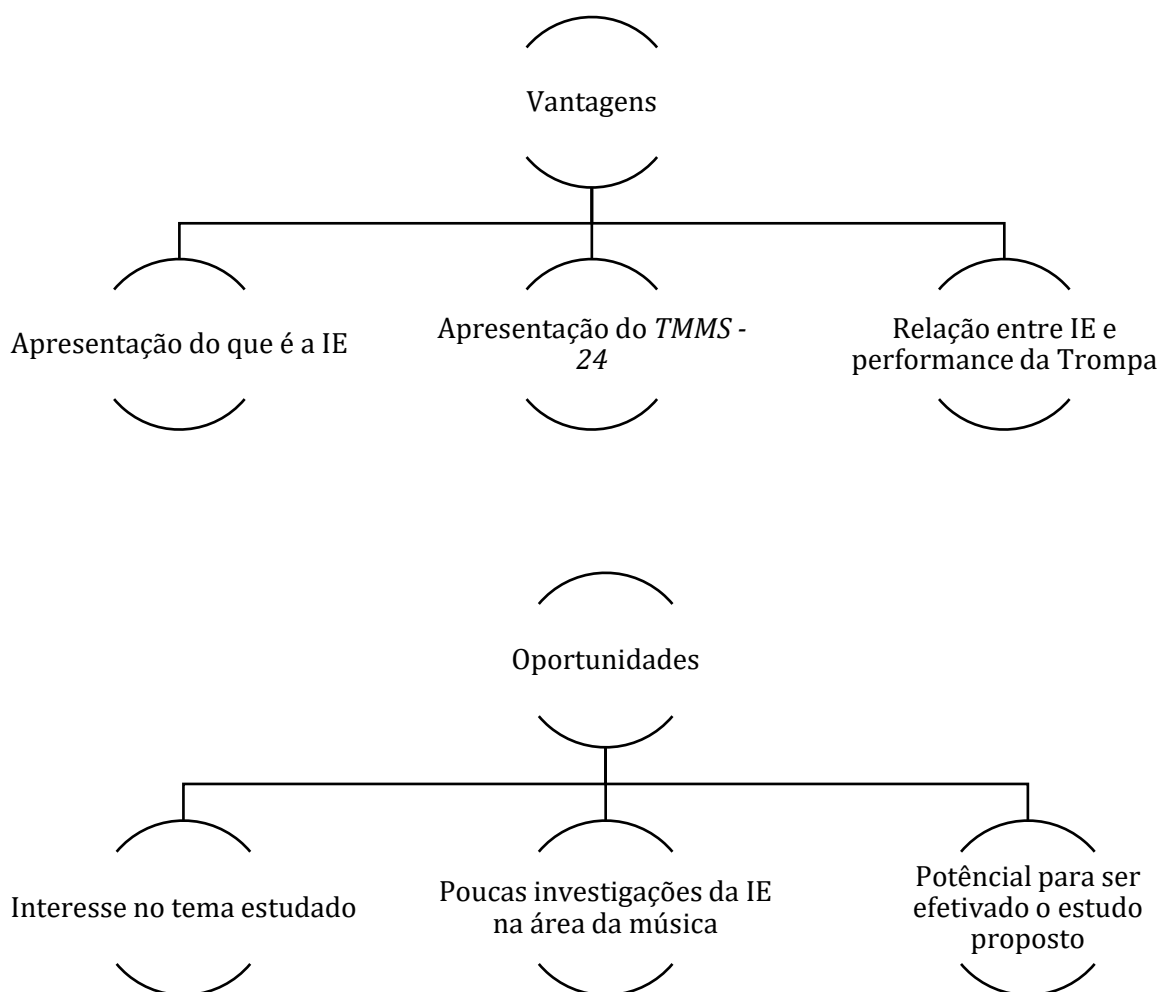 Vantagens
Apresentação do que é a IE
Apresentação do TMMS -
24
Relação entre IE e
performance da Trompa
Oportunidades
Interesse no tema estudado
Poucas investigações da IE
na área da música
Potêncial para ser
efetivado o estudo
proposto